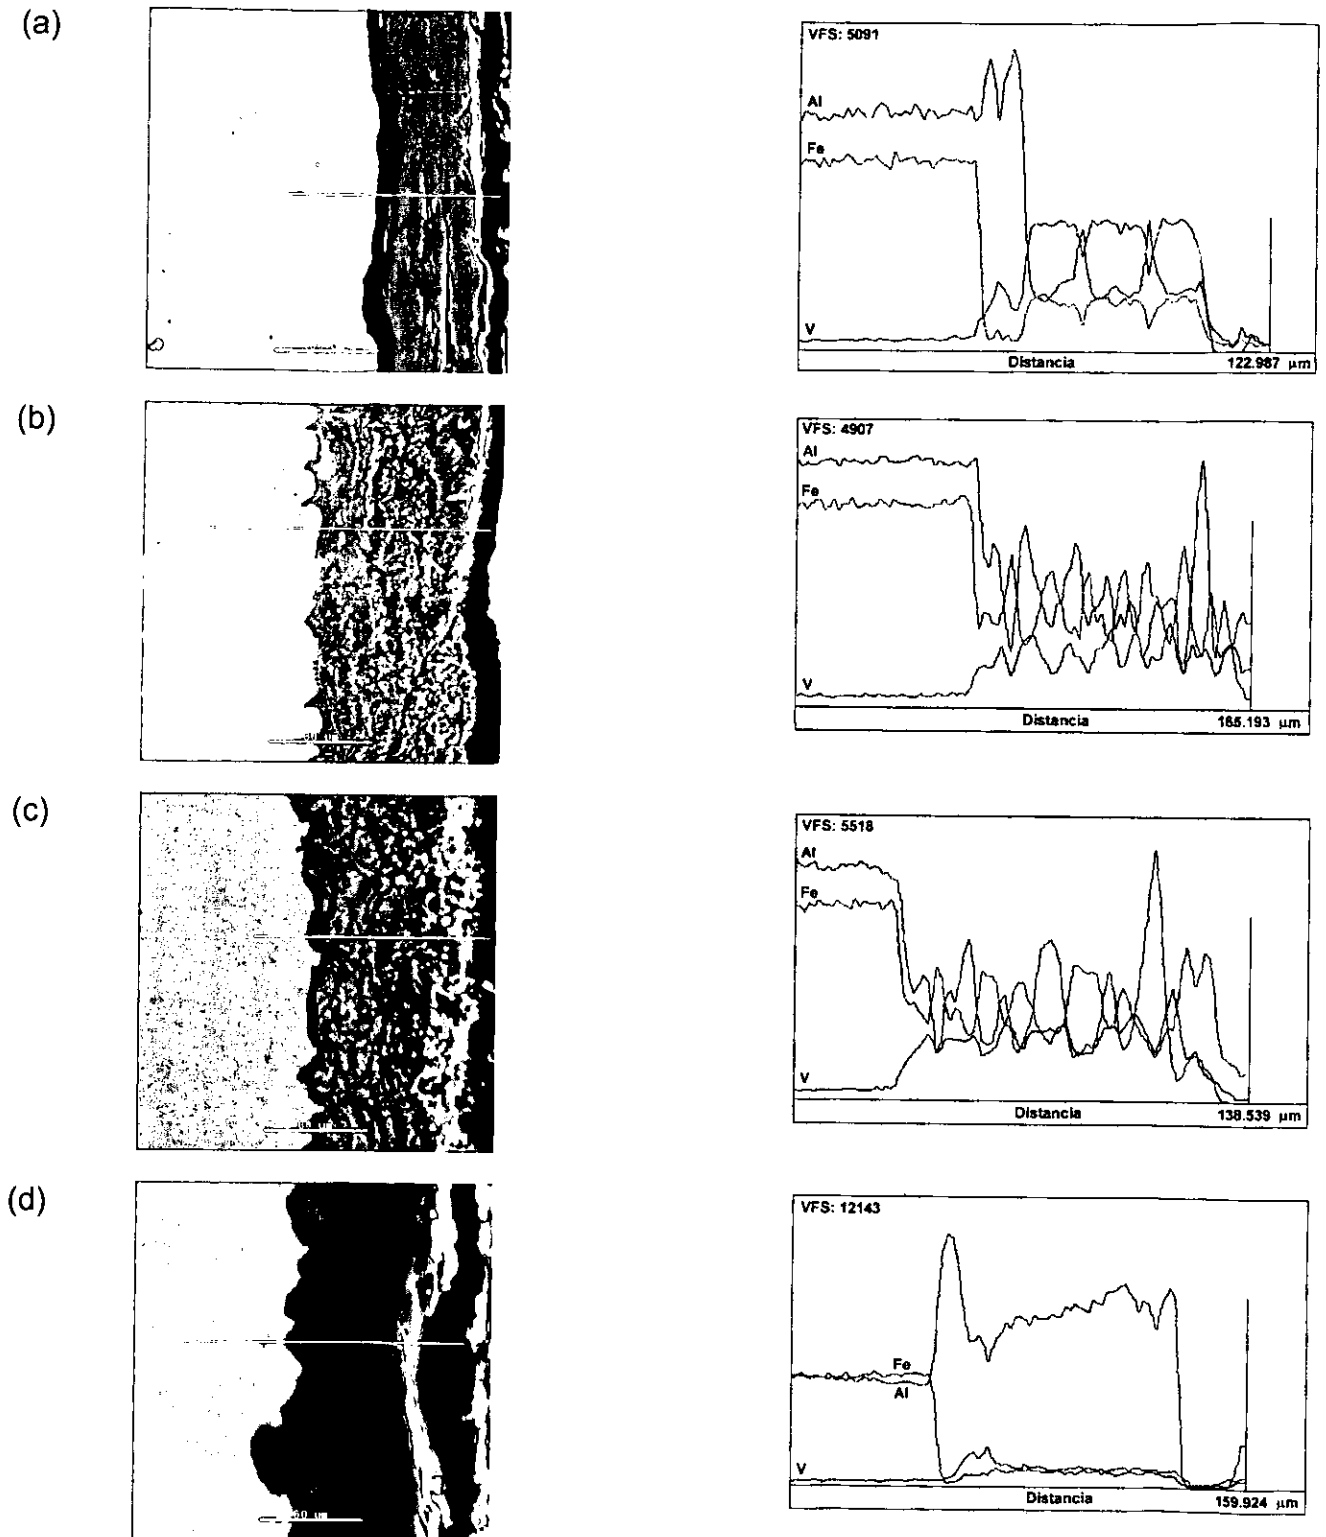 (a)
VFS: 5091
Al
Fe
V
Distancia
122.987 µm
(b)
VFS: 4907
Al
Fe
V
Distancia
165.193 µm
(c)
VFS: 5518
Al
Fe
V
Distancia
138.539 µm
(d)
VFS: 12143
Fe
Al
V
Distancia
159.924 µm